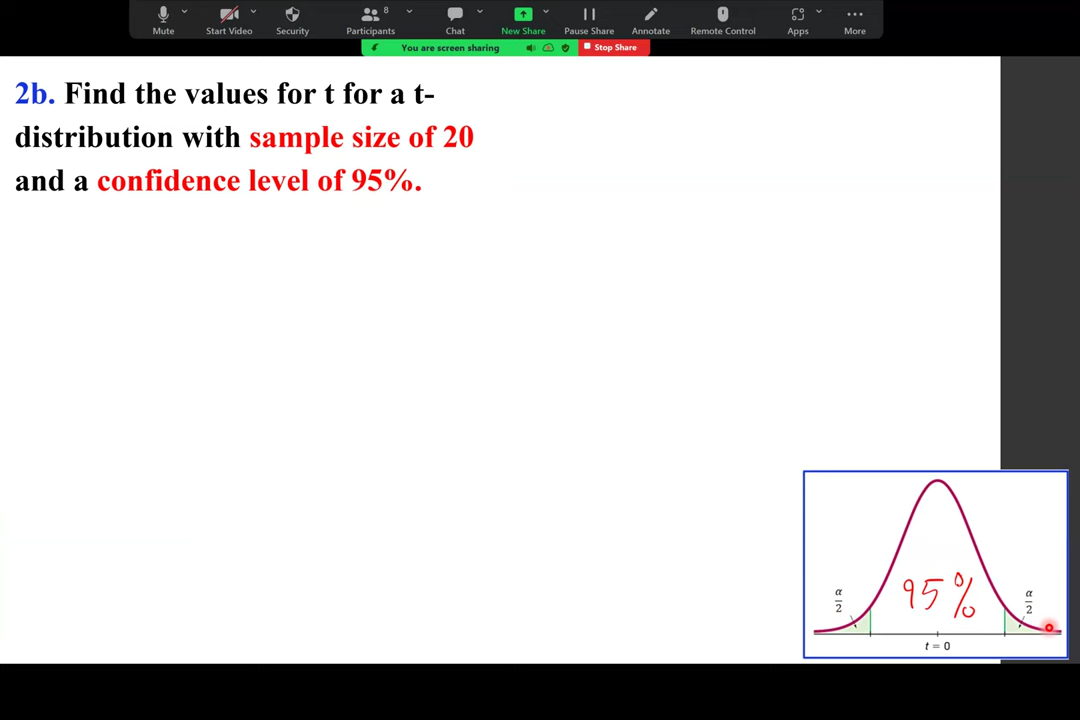 8
Mute
Start Video
Security
Participants
Chat
New Share
Pause Share
Annotate
Remote Control
Apps
More
You are screen sharing
Stop Share
2b. Find the values for t for a t-
distribution with sample size of 20
and a confidence level of 95%.
95%
α
2
α
2
t = 0